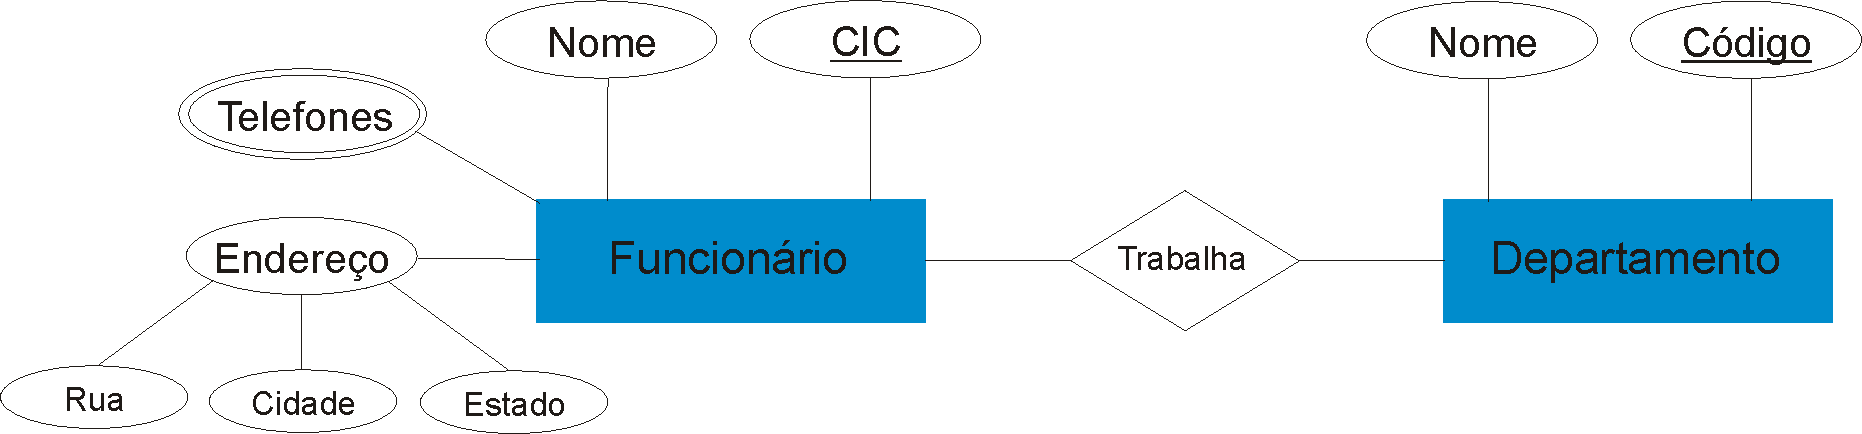 Nome
CIC
Nome
Código
Telefones
Endereço
Funcionário
Trabalha
Departamento
Rua
Cidade
Estado